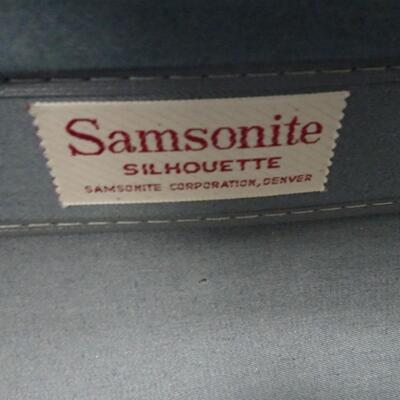 Samsonite
SILHOUETTE
SAMSONITE CORPORATION, DENVER